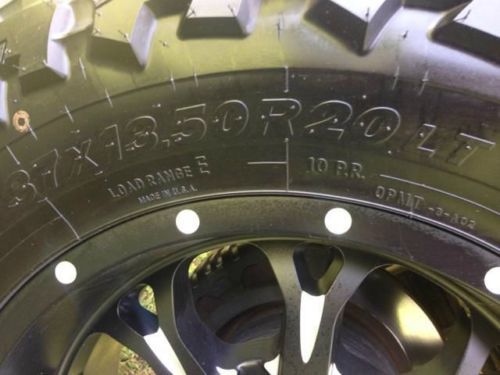 37x13.50R20 LT
LOAD RANGE E
MADE IN U.S.A.
10 P.R.